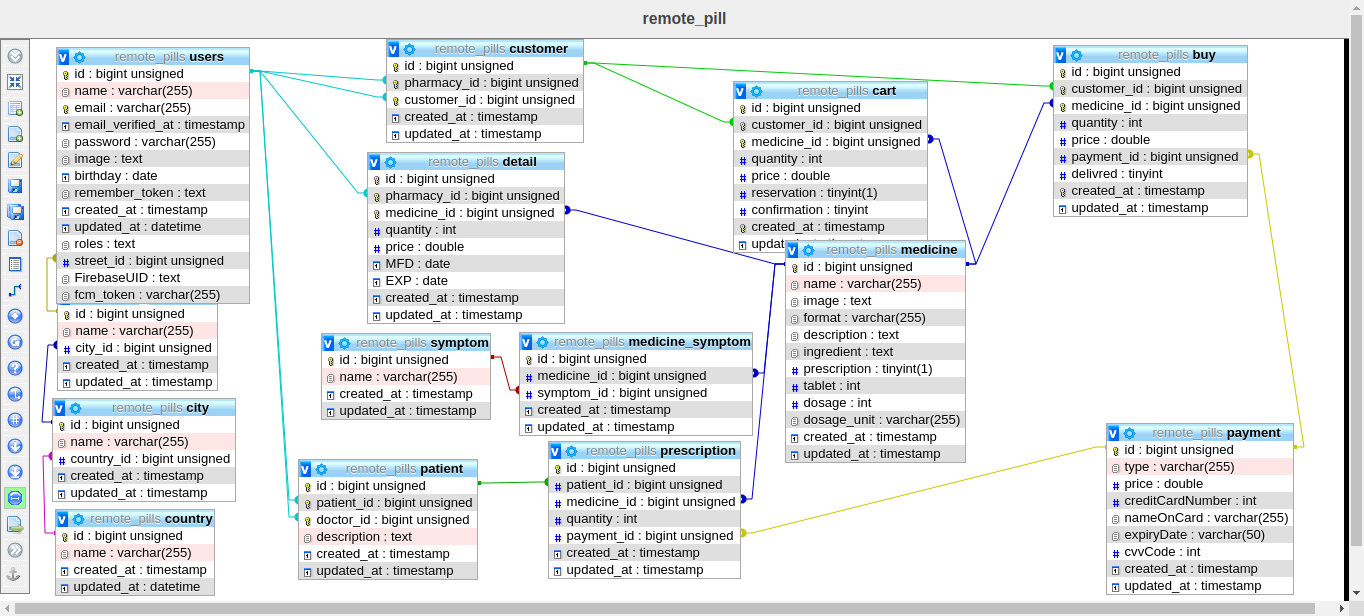 remote_pill
remote_pills users
id : bigint unsigned
name : varchar(255)
email : varchar(255)
email_verified_at : timestamp
password : varchar(255)
image : text
birthday : date
remember_token : text
created_at : timestamp
updated_at : datetime
roles : text
street_id : bigint unsigned
FirebaseUID : text
fcm_token : varchar(255)
id : bigint unsigned
name : varchar(255)
city_id : bigint unsigned
created_at : timestamp
updated_at : timestamp
remote_pills city
id : bigint unsigned
name : varchar(255)
country_id : bigint unsigned
created_at : timestamp
updated_at : timestamp
remote_pills country
id : bigint unsigned
name : varchar(255)
created_at : timestamp
updated_at : datetime
remote_pills customer
id : bigint unsigned
pharmacy_id : bigint unsigned
customer_id : bigint unsigned
created_at : timestamp
updated_at : timestamp
remote_pills detail
id : bigint unsigned
pharmacy_id : bigint unsigned
medicine_id : bigint unsigned
quantity : int
price : double
MFD : date
EXP : date
created_at : timestamp
updated_at : timestamp
remote_pills symptom
id : bigint unsigned
name : varchar(255)
created_at : timestamp
updated_at : timestamp
remote_pills medicine_symptom
id : bigint unsigned
medicine_id : bigint unsigned
symptom_id : bigint unsigned
created_at : timestamp
updated_at : timestamp
remote_pills patient
id : bigint unsigned
patient_id : bigint unsigned
doctor_id : bigint unsigned
description : text
created_at : timestamp
updated_at : timestamp
remote_pills prescription
id : bigint unsigned
patient_id : bigint unsigned
medicine_id : bigint unsigned
quantity : int
payment_id : bigint unsigned
created_at : timestamp
updated_at : timestamp
remote_pills cart
id : bigint unsigned
customer_id : bigint unsigned
medicine_id : bigint unsigned
quantity : int
price : double
reservation : tinyint(1)
confirmation : tinyint
created_at : timestamp
remote_pills medicine
id : bigint unsigned
name : varchar(255)
image : text
format : varchar(255)
description : text
ingredient : text
prescription : tinyint(1)
tablet : int
dosage : int
dosage_unit : varchar(255)
created_at : timestamp
updated_at : timestamp
remote_pills buy
id : bigint unsigned
customer_id : bigint unsigned
medicine_id : bigint unsigned
quantity : int
price : double
payment_id : bigint unsigned
delivred : tinyint
created_at : timestamp
updated_at : timestamp
remote_pills payment
id : bigint unsigned
type : varchar(255)
price : double
creditCardNumber : int
nameOnCard : varchar(255)
expiryDate : varchar(50)
cvvCode : int
created_at : timestamp
updated_at : timestamp